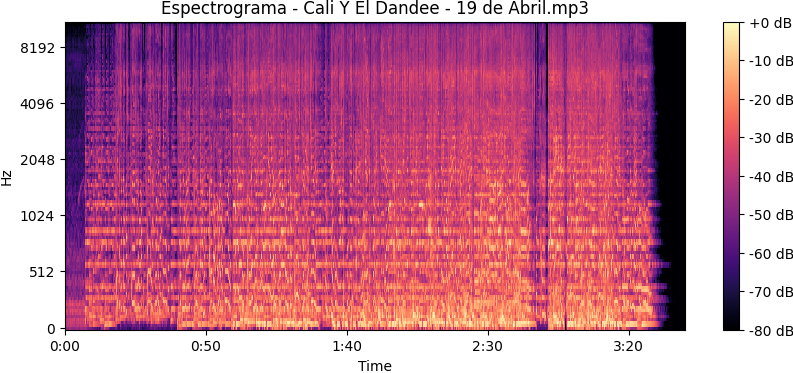 Espectrograma - Cali Y El Dandee - 19 de Abril.mp3
Hz
8192
4096
2048
1024
512
0
0:00
0:50
1:40
2:30
3:20
Time
+0 dB
-10 dB
-20 dB
-30 dB
-40 dB
-50 dB
-60 dB
-70 dB
-80 dB